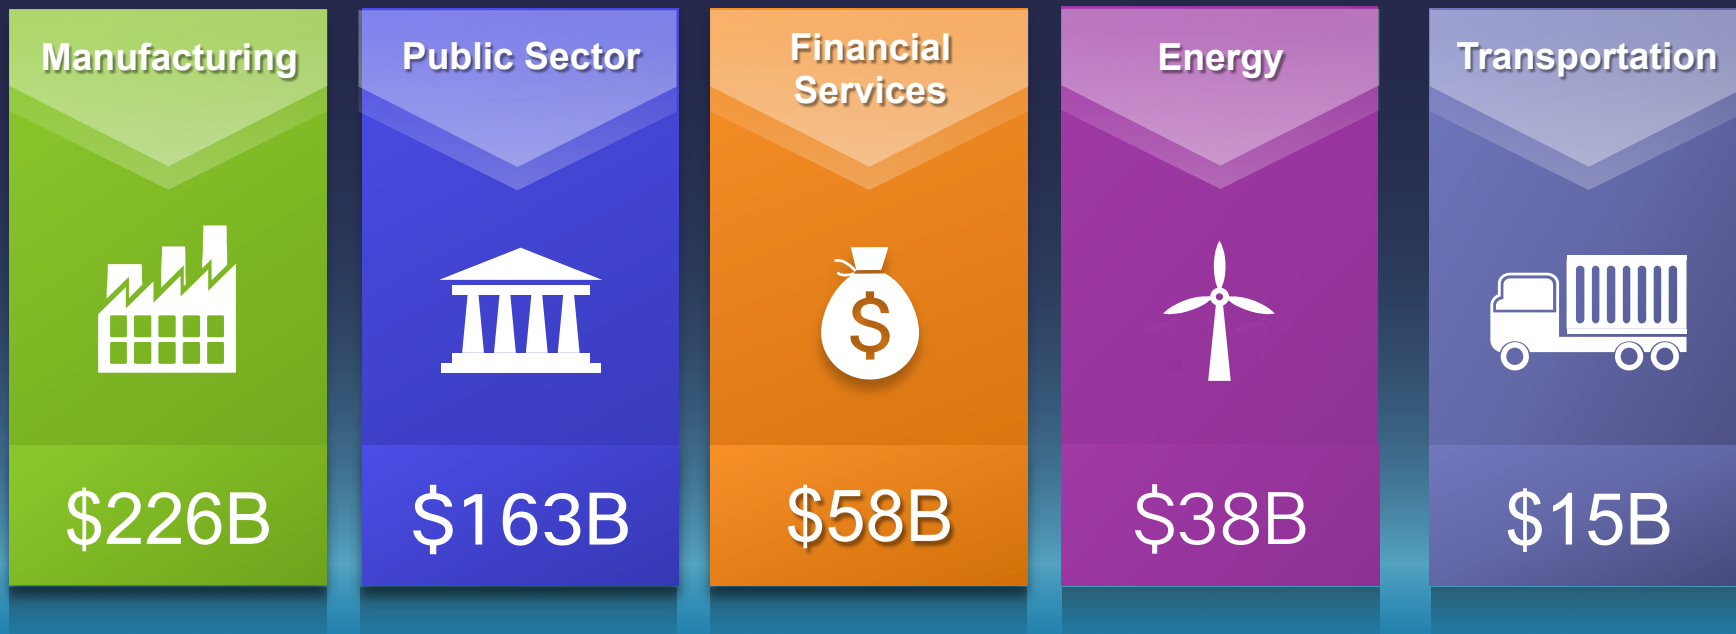 Manufacturing
Public Sector
Financial
Services
Energy
Transportation
$
$226B
$163B
$58B
$38B
$15B